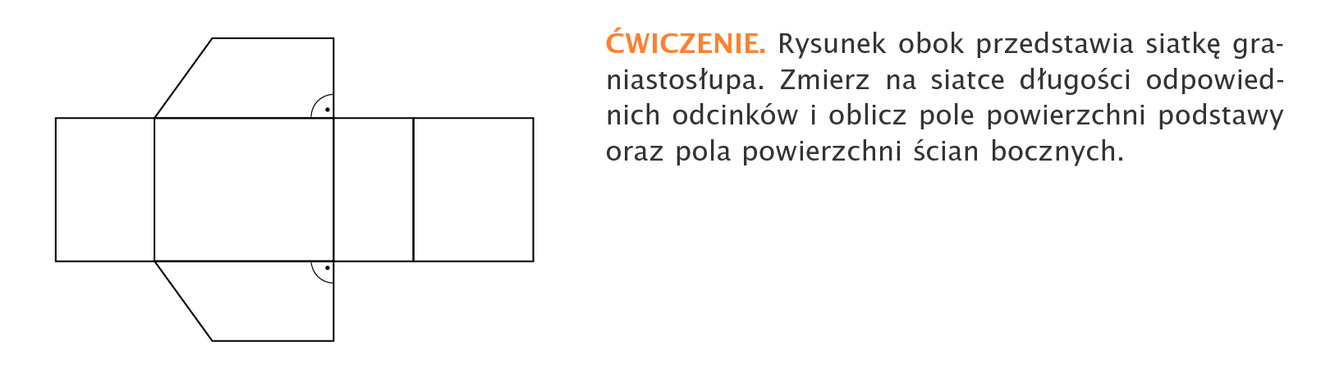 ĆWICZENIE. Rysunek obok przedstawia siatkę gra-
niastosłupa. Zmierz na siatce długości odpowied-
nich odcinków i oblicz pole powierzchni podstawy
oraz pola powierzchni ścian bocznych.